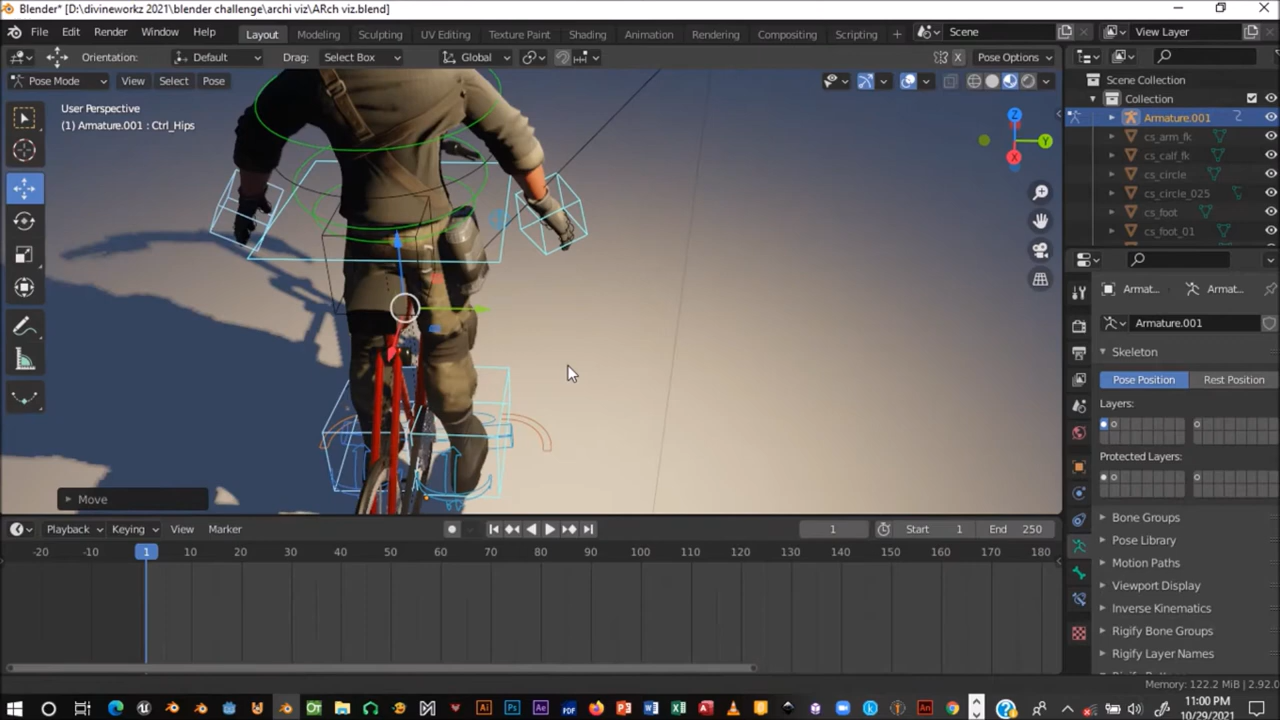 Blender* [D:\divineworkz 2021\blender challenge\archi viz\ARch viz.blend]
File Edit Render Window Help Layout Modeling Sculpting UV Editing Texture Paint Shading Animation Rendering Compositing Scripting + Scene View Layer
Orientation: Default Drag: Select Box Global X Pose Options
Pose Mode View Select Pose
Scene Collection
Collection
User Perspective
(1) Armature.001 : Ctrl_Hips
Armature.001
cs_arm_fk
cs_calf_fk
cs_circle
cs_circle_025
cs_foot
cs_foot_01
Z
Y
X
Armat... Armat...
Armature.001
Skeleton
Pose Position Rest Position
Layers:
Protected Layers:
Move
Bone Groups
Pose Library
Motion Paths
Viewport Display
Inverse Kinematics
Rigify Bone Groups
Rigify Layer Names
Playback Keying View Marker 1 Start 1 End 250
-20 -10 1 10 20 30 40 50 60 70 80 90 100 110 120 130 140 150 160 170 180
Memory: 122.2 MiB | 2.92.0
11:00 PM
10/29/2021